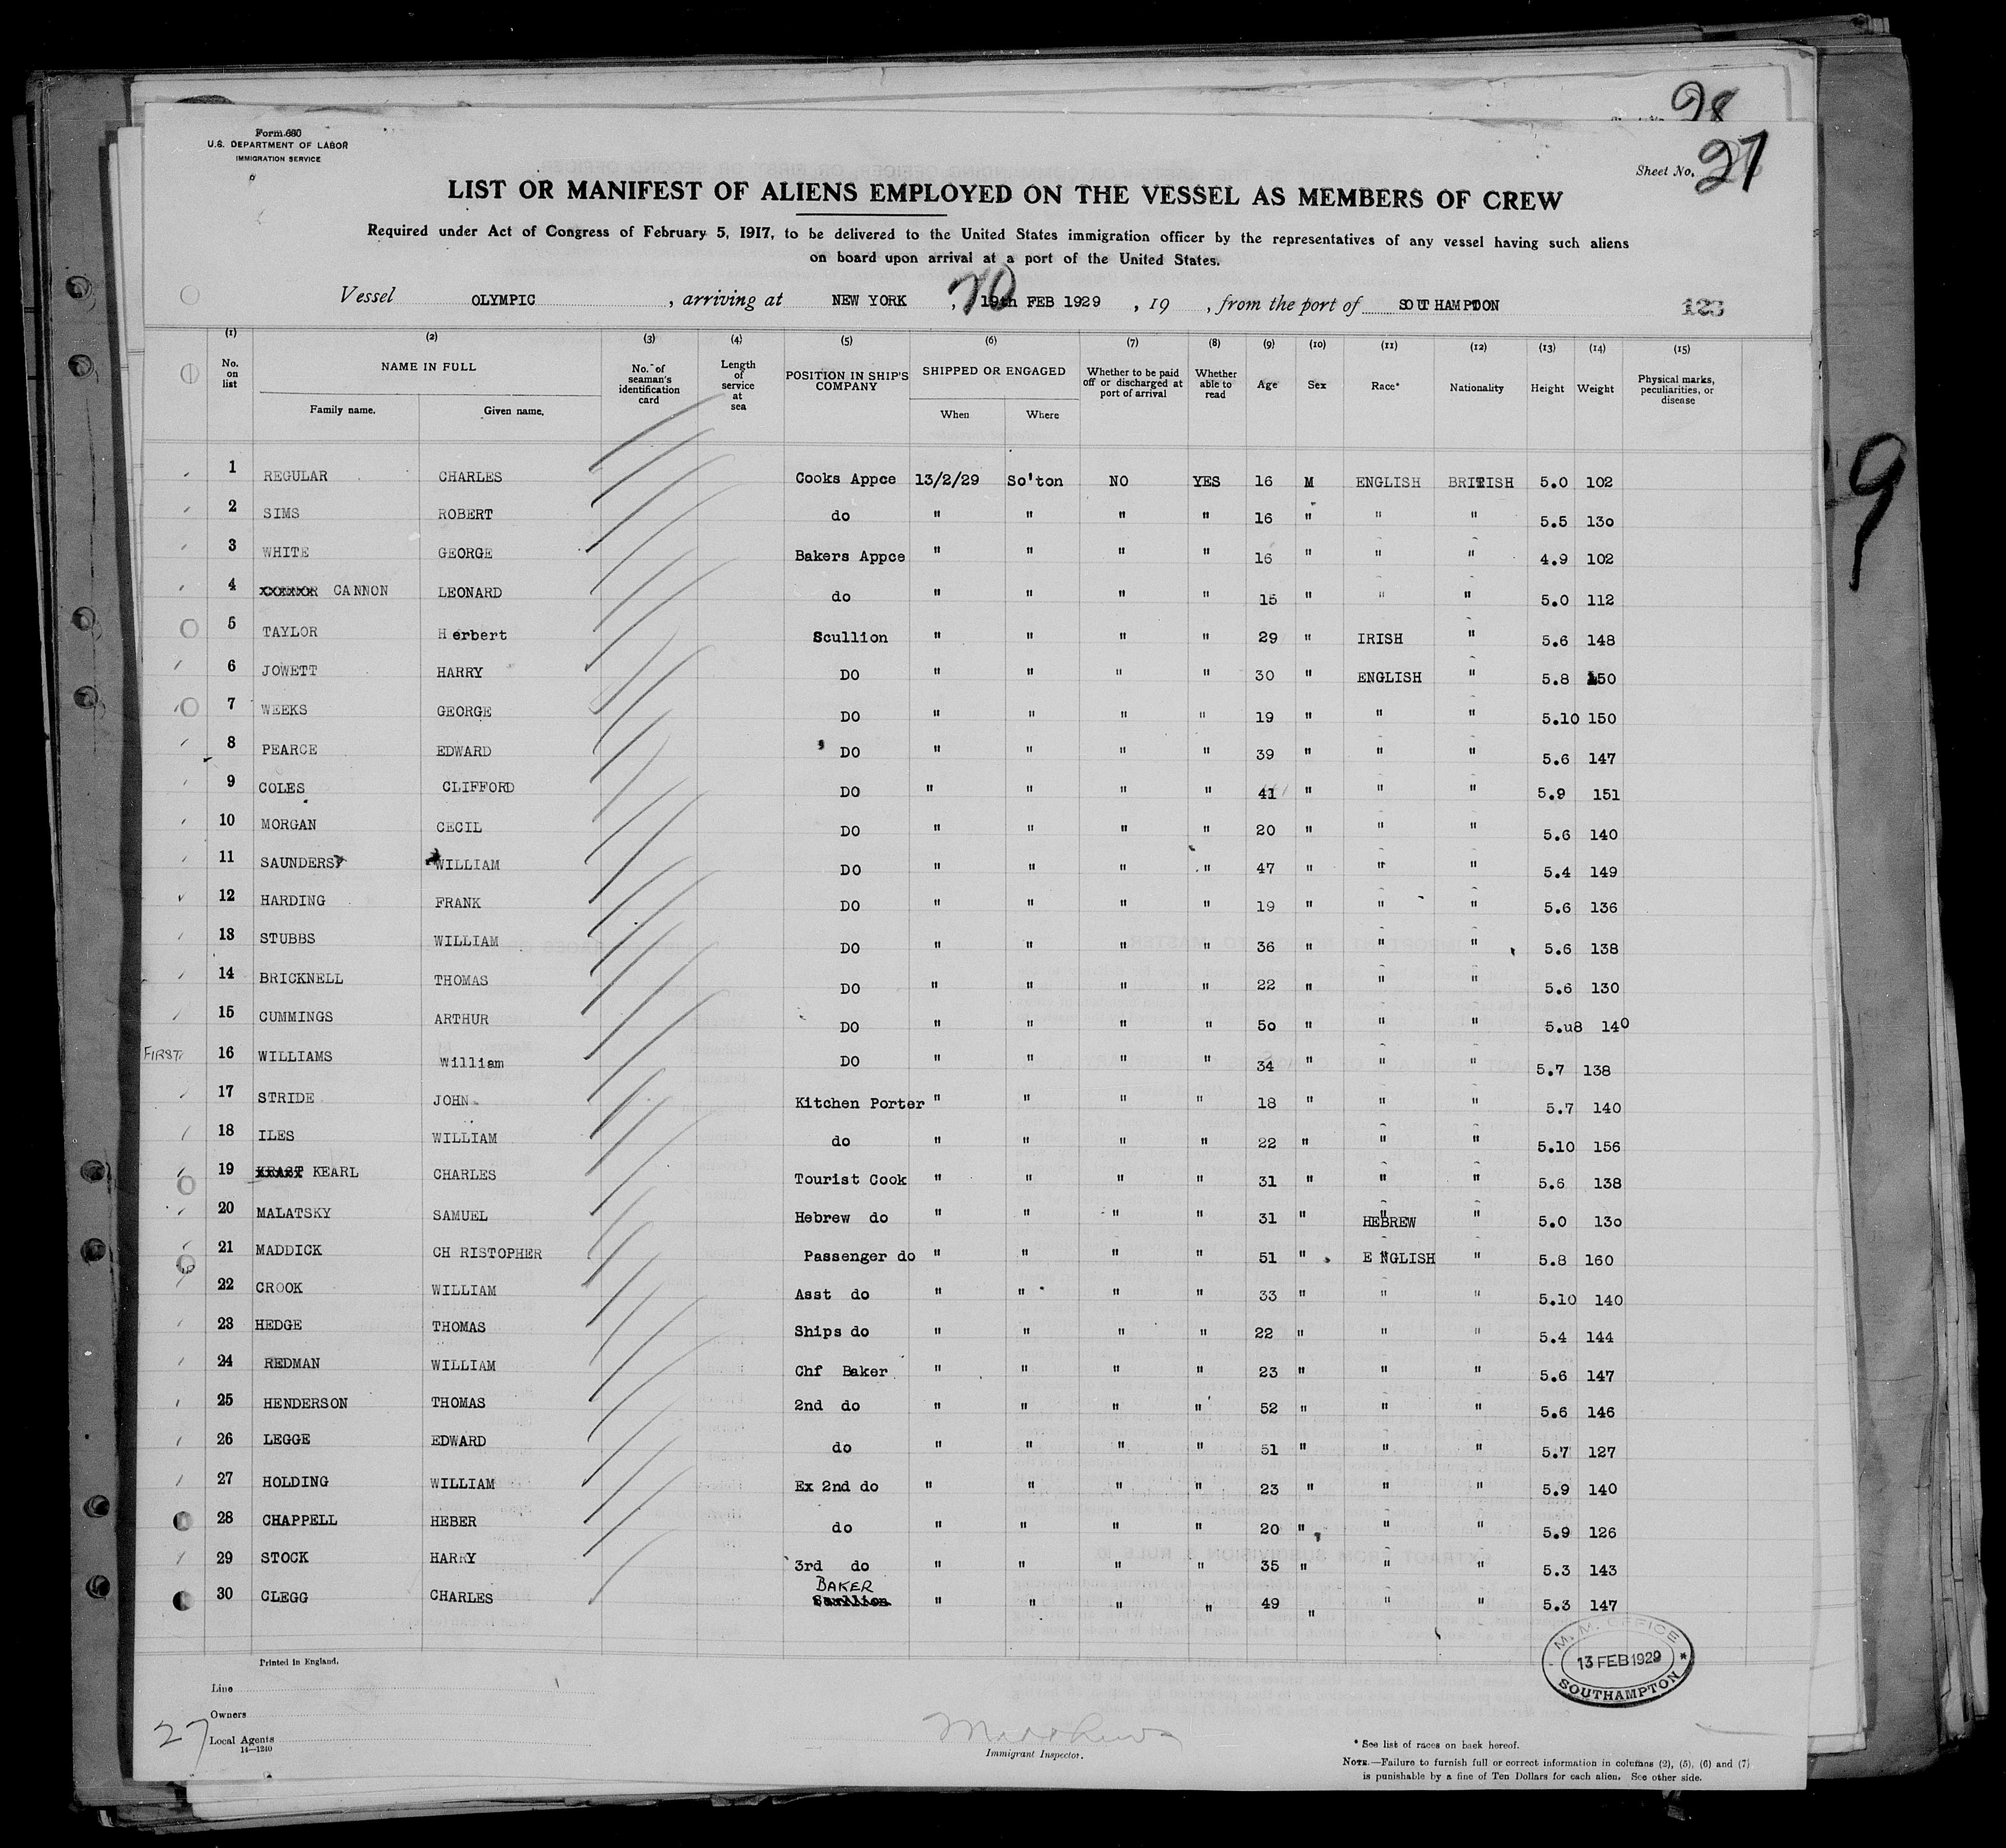 28
Form 680
U.S. DEPARTMENT OF LABOR
IMMIGRATION SERVICE
Sheet No. 27
LIST OR MANIFEST OF ALIENS EMPLOYED ON THE VESSEL AS MEMBERS OF CREW
Required under Act of Congress of February 5, 1917, to be delivered to the United States immigration officer by the representatives of any vessel having such aliens
on board upon arrival at a port of the United States.
Vessel OLYMPIC , arriving at NEW YORK , 20 19th FEB 1929 , 19 , from the port of SOUTHAMPTON 123
(1) (2) (3) (4) (5) (6) (7) (8) (9) (10) (11) (12) (13) (14) (15)
No. on list NAME IN FULL Family name. Given name. No. of seaman's identification card Length of service at sea POSITION IN SHIP'S COMPANY SHIPPED OR ENGAGED When Where Whether to be paid off or discharged at port of arrival Whether able to read Age Sex Race* Nationality Height Weight Physical marks, peculiarities, or disease
1 REGULAR CHARLES Cooks Appce 13/2/29 So'ton NO YES 16 M ENGLISH BRITISH 5.0 102
2 SIMS ROBERT do " " " " 16 " " " 5.5 130
3 WHITE GEORGE Bakers Appce " " " " 16 " " " 4.9 102
4 CANNON LEONARD do " " " " 15 " " " 5.0 112
5 TAYLOR Herbert Scullion " " " " 29 " IRISH " 5.6 148
6 JOWETT HARRY DO " " " " 30 " ENGLISH " 5.8 150
7 WEEKS GEORGE DO " " " " 19 " " " 5.10 150
8 PEARCE EDWARD DO " " " " 39 " " " 5.6 147
9 COLES CLIFFORD DO " " " " 41 " " " 5.9 151
10 MORGAN CECIL DO " " " " 20 " " " 5.6 140
11 SAUNDERS WILLIAM DO " " " " 47 " " " 5.4 149
12 HARDING FRANK DO " " " " 19 " " " 5.6 136
13 STUBBS WILLIAM DO " " " " 36 " " " 5.6 138
14 BRICKNELL THOMAS DO " " " " 22 " " " 5.6 130
15 CUMMINGS ARTHUR DO " " " " 50 " " " 5.u8 140
FIRST 16 WILLIAMS William DO " " " " 34 " " " 5.7 138
17 STRIDE JOHN Kitchen Porter " " " " 18 " " " 5.7 140
18 ILES WILLIAM do " " " " 22 " " " 5.10 156
19 KEARL CHARLES Tourist Cook " " " " 31 " " " 5.6 138
20 MALATSKY SAMUEL Hebrew do " " " " 31 " HEBREW " 5.0 130
21 MADDICK CH RISTOPHER Passenger do " " " " 51 " E NGLISH " 5.8 160
22 CROOK WILLIAM Asst do " " " " 33 " " " 5.10 140
23 HEDGE THOMAS Ships do " " " " 22 " " " 5.4 144
24 REDMAN WILLIAM Chf Baker " " " " 23 " " " 5.6 147
25 HENDERSON THOMAS 2nd do " " " " 52 " " " 5.6 146
26 LEGGE EDWARD do " " " " 51 " " " 5.7 127
27 HOLDING WILLIAM Ex 2nd do " " " " 23 " " " 5.9 140
28 CHAPPELL HEBER do " " " " 20 " " " 5.9 126
29 STOCK HARRY 3rd do " " " " 35 " " " 5.3 143
30 CLEGG CHARLES BAKER Scullion " " " " 49 " " " 5.3 147
M. M. OFFICE
13 FEB 1929
SOUTHAMPTON
Printed in England.
Line
Owners
27 Local Agents
14—1240
Matthews
Immigrant Inspector.
* See list of races on back hereof.
NOTE.—Failure to furnish full or correct information in columns (2), (5), (6) and (7)
is punishable by a fine of Ten Dollars for each alien. See other side.
9